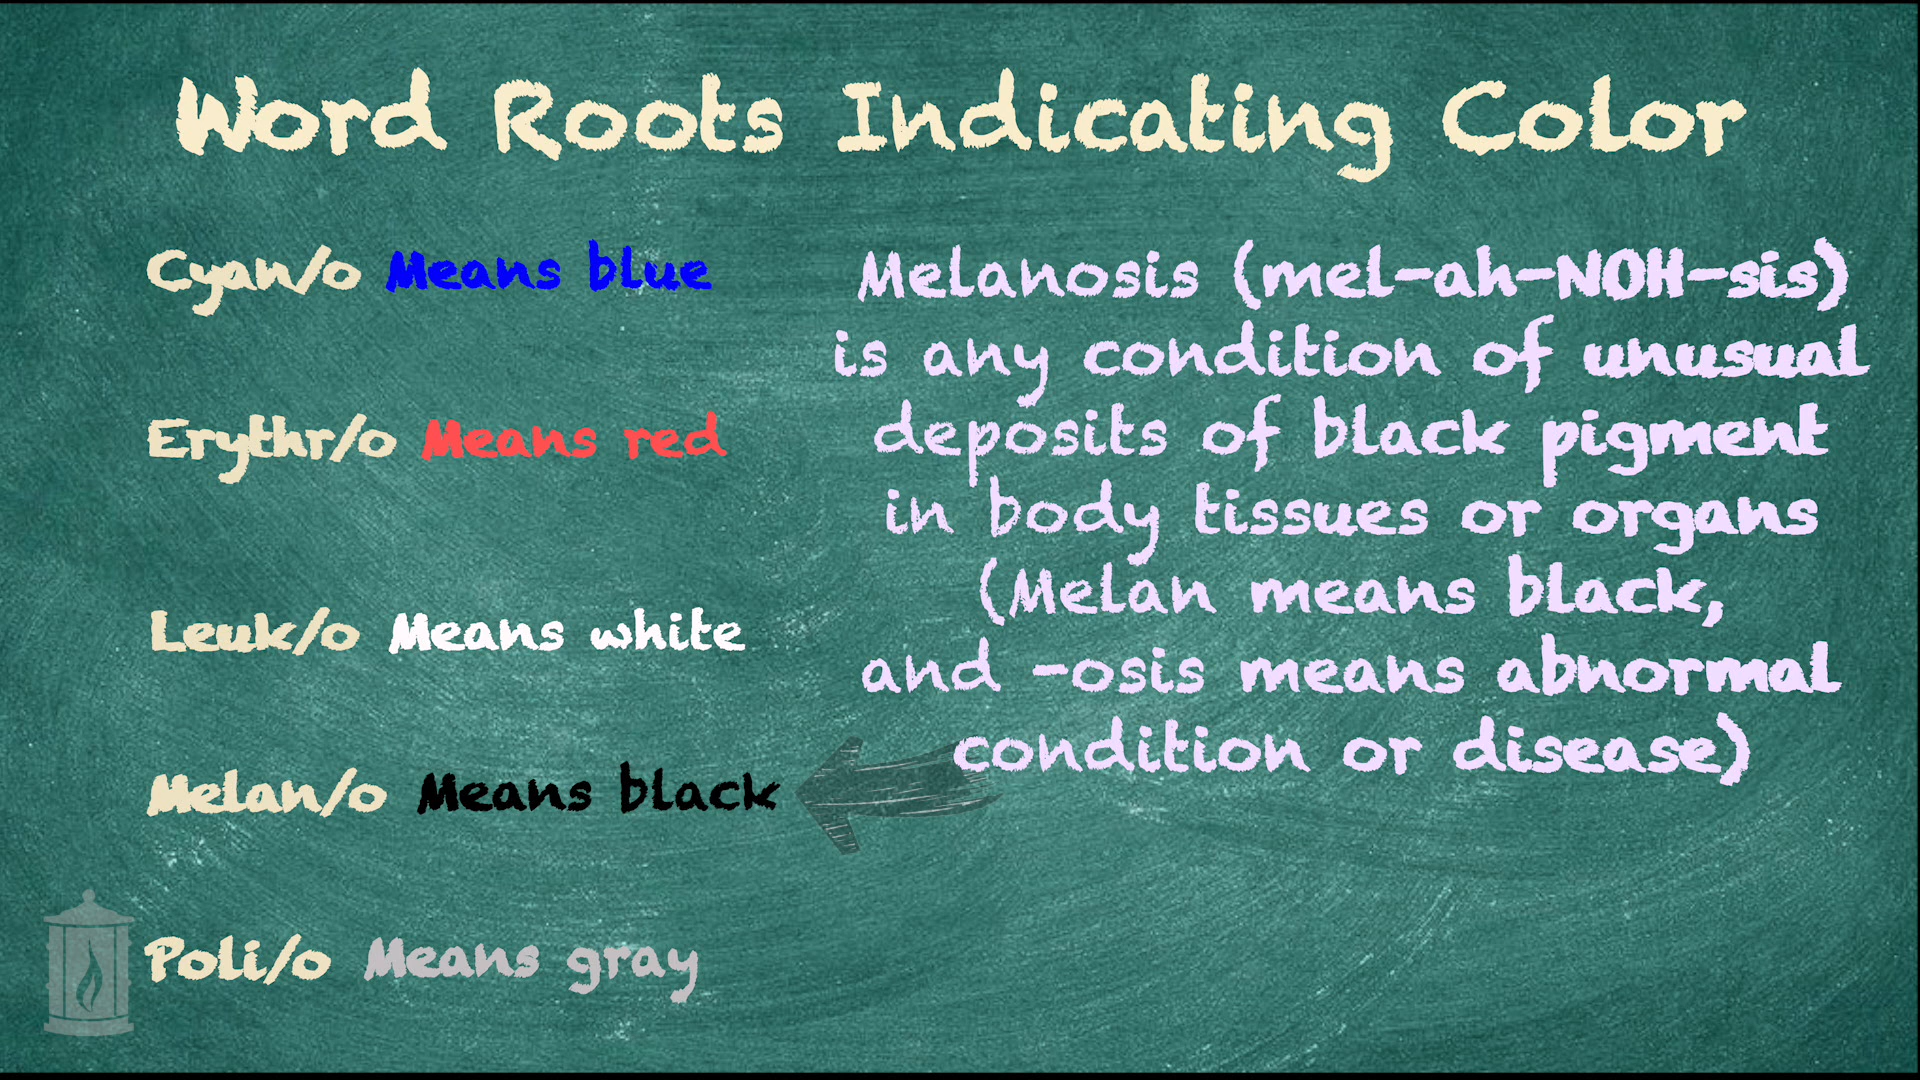 Word Roots Indicating Color
Cyan/o Means blue
Erythr/o Means red
Leuk/o Means white
Melan/o Means black
Poli/o Means gray
Melanosis (mel-ah-NOH-sis)
is any condition of unusual
deposits of black pigment
in body tissues or organs
(Melan means black,
and -osis means abnormal
condition or disease)